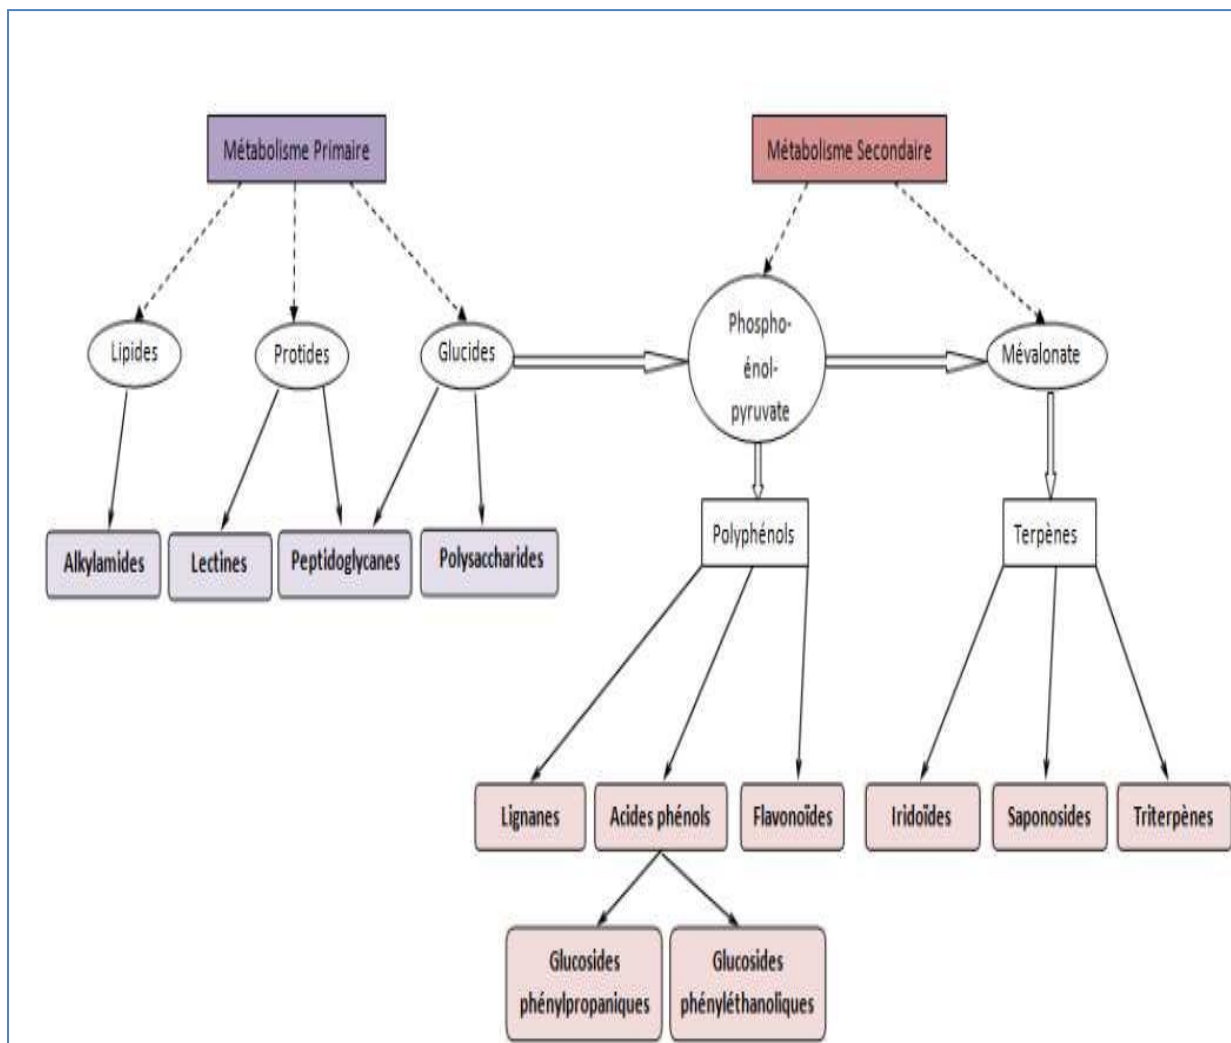 Métabolisme Primaire
Métabolisme Secondaire
Lipides
Protides
Glucides
Phospho-
énol-
pyruvate
Mévalonate
Alkylamides
Lectines
Peptidoglycanes
Polysaccharides
Polyphénols
Terpènes
Lignanes
Acides phénols
Flavonoïdes
Iridoïdes
Saponosides
Triterpènes
Glucosides
phénylpropaniques
Glucosides
phényléthanoliques